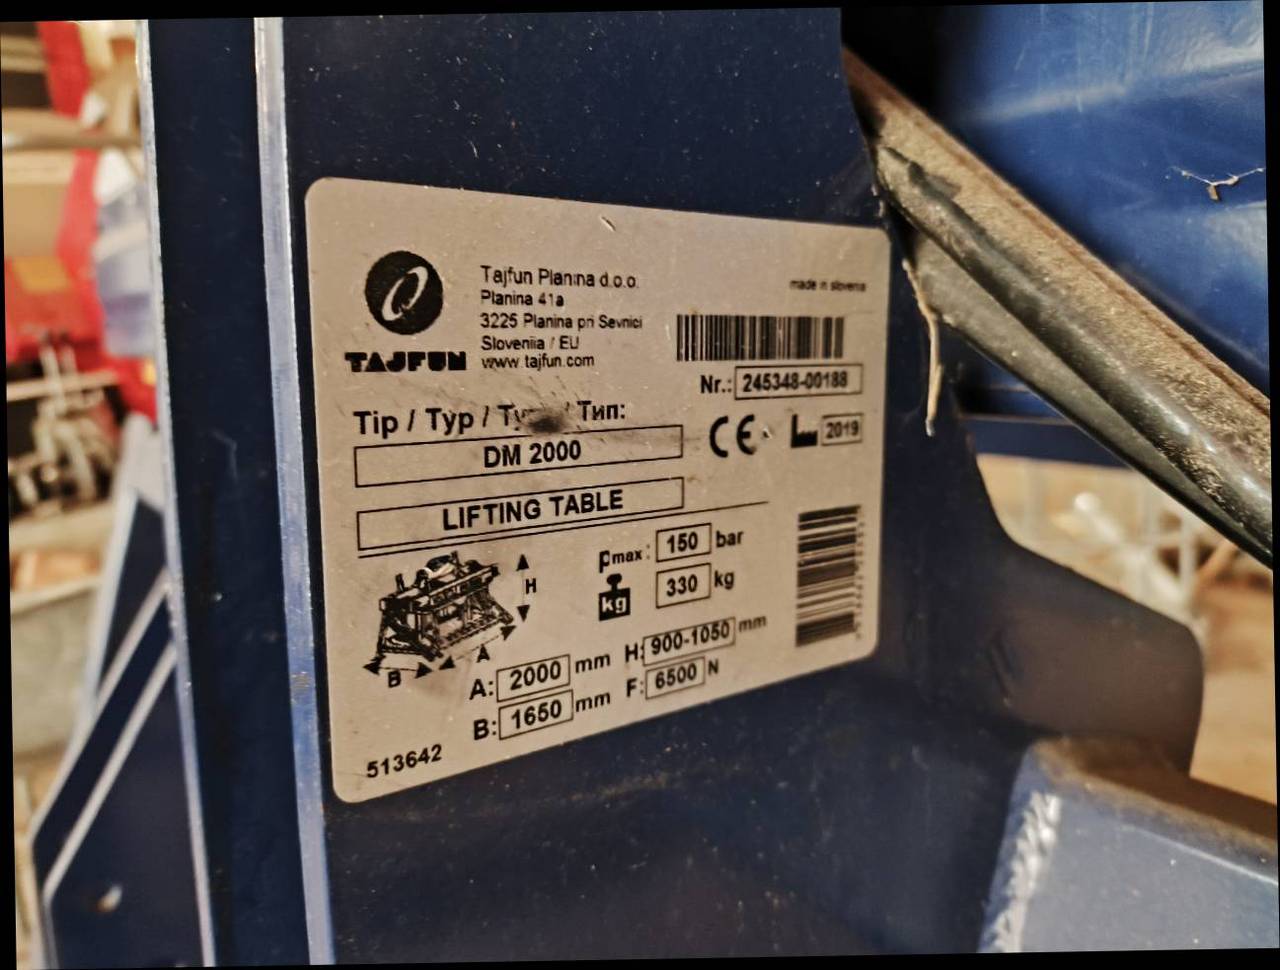 TAJFUN
Tajfun Planina d.o.o.
Planina 41a
3225 Planina pri Sevnici
Slovenija / EU
www.tajfun.com
made in slovenia
Nr.: 245348-00188
Tip / Typ / / Тип:
DM 2000
CE 2019
LIFTING TABLE
pmax: 150 bar
kg 330 kg
H
A
B
A: 2000 mm H: 900-1050 mm
B: 1650 mm F: 6500 N
513642